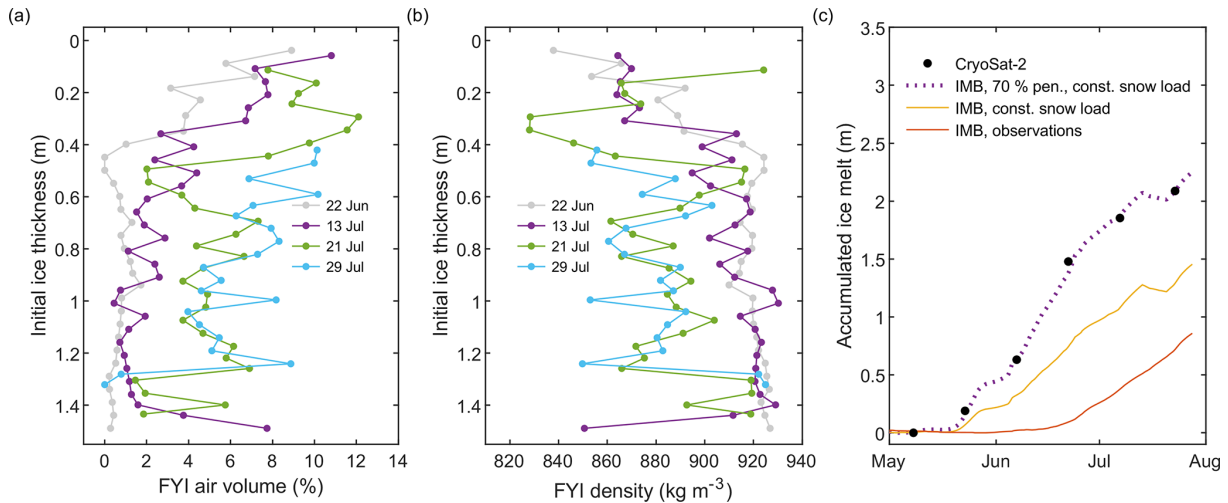 (a)
0
0.2
0.4
0.6
0.8
1
1.2
1.4
Initial ice thickness (m)
22 Jun
13 Jul
21 Jul
29 Jul
0 2 4 6 8 10 12 14
FYI air volume (%)
(b)
0
0.2
0.4
0.6
0.8
1
1.2
1.4
Initial ice thickness (m)
22 Jun
13 Jul
21 Jul
29 Jul
820 840 860 880 900 920 940
FYI density (kg m⁻³)
(c)
3.5
3
2.5
2
1.5
1
0.5
0
Accumulated ice melt (m)
CryoSat-2
IMB, 70 % pen., const. snow load
IMB, const. snow load
IMB, observations
May Jun Jul Aug